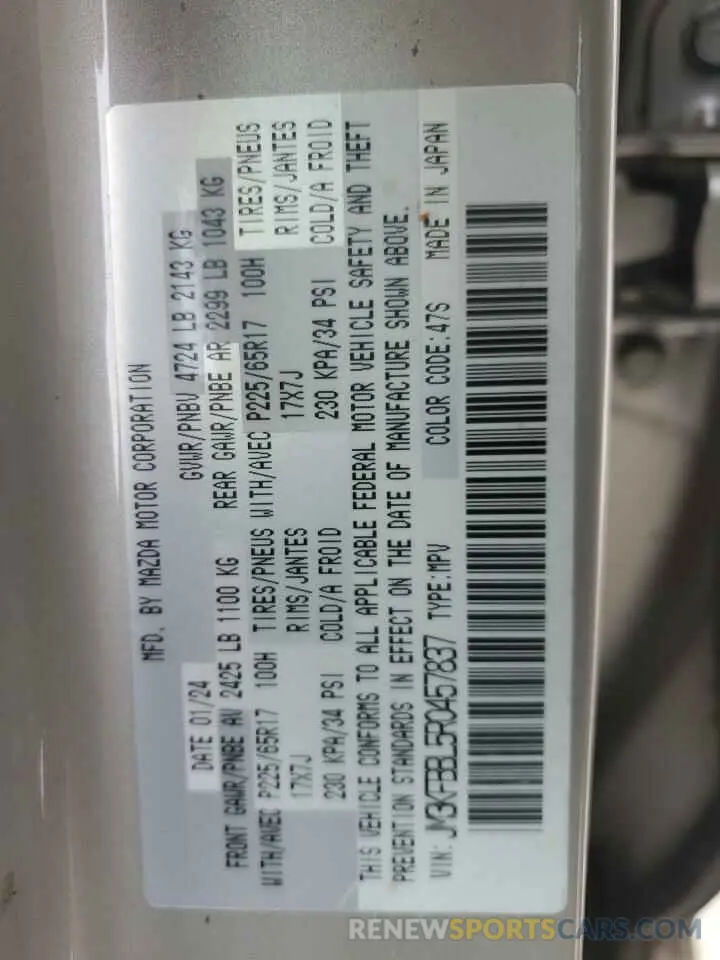 MFD. BY MAZDA MOTOR CORPORATION
DATE 01/24 GVWR/PNBV 4724 LB 2143 KG
FRONT GAWR/PNBE AV 2425 LB 1100 KG REAR GAWR/PNBE AR 2299 LB 1043 KG
WITH/AVEC P225/65R17 100H TIRES/PNEUS WITH/AVEC P225/65R17 100H TIRES/PNEUS
17X7J RIMS/JANTES 17X7J RIMS/JANTES
230 KPA/34 PSI COLD/A FROID 230 KPA/34 PSI COLD/A FROID
THIS VEHICLE CONFORMS TO ALL APPLICABLE FEDERAL MOTOR VEHICLE SAFETY AND THEFT
PREVENTION STANDARDS IN EFFECT ON THE DATE OF MANUFACTURE SHOWN ABOVE.
VIN: JM3KFBBL5R0457837 TYPE:MPV COLOR CODE:47S MADE IN JAPAN
RENEWSPORTSCARS.COM